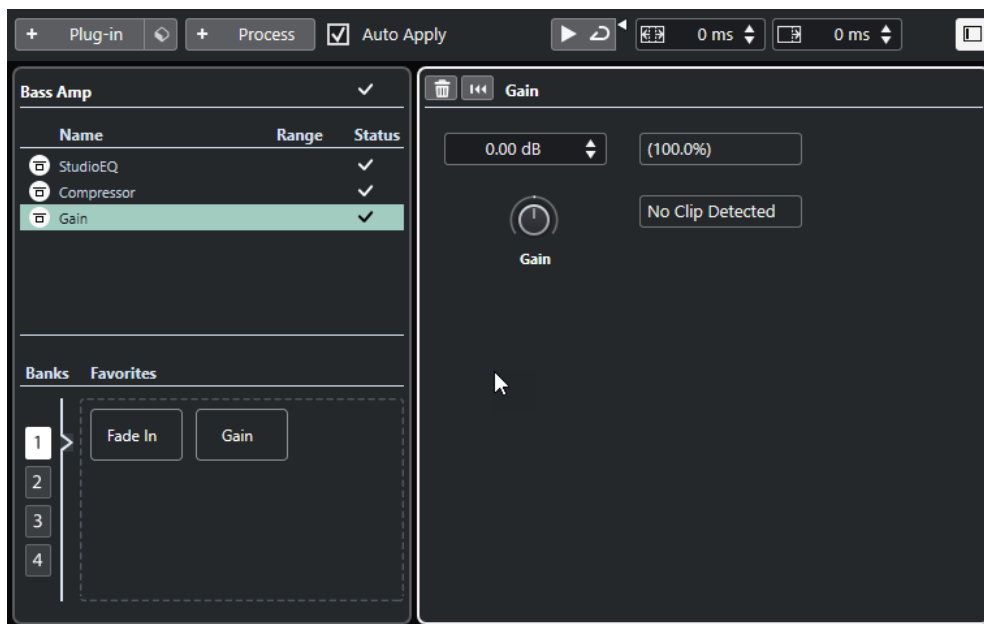 + Plug-in + Process Auto Apply 0 ms 0 ms
Bass Amp
Name Range Status
StudioEQ
Compressor
Gain
Banks Favorites
1
2
3
4
Fade In Gain
Gain
0.00 dB (100.0%)
No Clip Detected
Gain